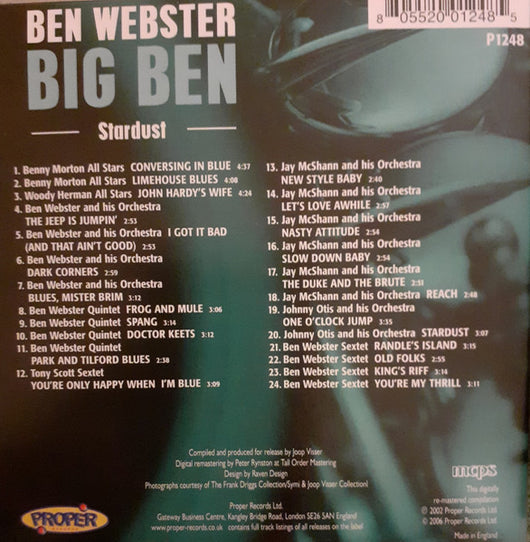 8 05520 01248 5
BEN WEBSTER
P1248
BIG BEN
Stardust
1. Benny Morton All Stars CONVERSING IN BLUE 4:37
2. Benny Morton All Stars LIMEHOUSE BLUES 4:08
3. Woody Herman All Stars JOHN HARDY'S WIFE 4:24
4. Ben Webster and his Orchestra
THE JEEP IS JUMPIN' 2:53
5. Ben Webster and his Orchestra I GOT IT BAD
(AND THAT AIN'T GOOD) 2:53
6. Ben Webster and his Orchestra
DARK CORNERS 2:59
7. Ben Webster and his Orchestra
BLUES, MISTER BRIM 3:12
8. Ben Webster Quintet FROG AND MULE 3:06
9. Ben Webster Quintet SPANG 3:14
10. Ben Webster Quintet DOCTOR KEETS 3:12
11. Ben Webster Quintet
PARK AND TILFORD BLUES 2:38
12. Tony Scott Sextet
YOU'RE ONLY HAPPY WHEN I'M BLUE 3:09
13. Jay McShann and his Orchestra
NEW STYLE BABY 2:40
14. Jay McShann and his Orchestra
LET'S LOVE AWHILE 2:57
15. Jay McShann and his Orchestra
NASTY ATTITUDE 2:54
16. Jay McShann and his Orchestra
SLOW DOWN BABY 2:54
17. Jay McShann and his Orchestra
THE DUKE AND THE BRUTE 2:51
18. Jay McShann and his Orchestra REACH 2:48
19. Johnny Otis and his Orchestra
ONE O'CLOCK JUMP 3:35
20. Johnny Otis and his Orchestra STARDUST 3:07
21. Ben Webster Sextet RANDLE'S ISLAND 3:15
22. Ben Webster Sextet OLD FOLKS 2:55
23. Ben Webster Sextet KING'S RIFF 3:14
24. Ben Webster Sextet YOU'RE MY THRILL 3:11
Compiled and produced for release by Joop Visser
Digital remastering by Peter Rynston at Tall Order Mastering
Design by Raven Design
Photographs courtesy of The Frank Driggs Collection/Symi & Joop Visser Collection)
PROPER
Proper Records Ltd.
Gateway Business Centre, Kangley Bridge Road, London SE26 5AN England
www.proper-records.co.uk contains full track listings of all releases on the label
mcps
This digitally
re-mastered compilation
℗ 2002 Proper Records Ltd
© 2006 Proper Records Ltd
Made in England